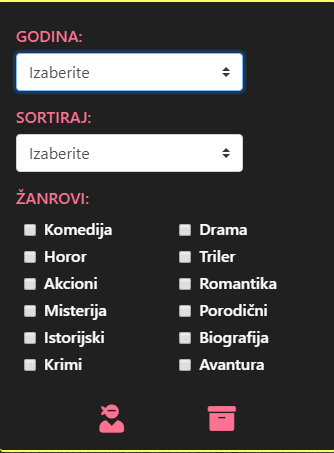 GODINA:
Izaberite
SORTIRAJ:
Izaberite
ŽANROVI:
Komedija Drama
Horor Triler
Akcioni Romantika
Misterija Porodični
Istorijski Biografija
Krimi Avantura